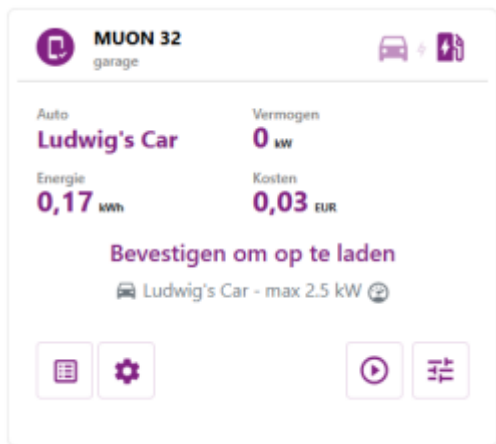 MUON 32
garage
Auto
Vermogen
Ludwig's Car
0 kW
Energie
Kosten
0,17 kWh
0,03 EUR
Bevestigen om op te laden
Ludwig's Car - max 2.5 kW